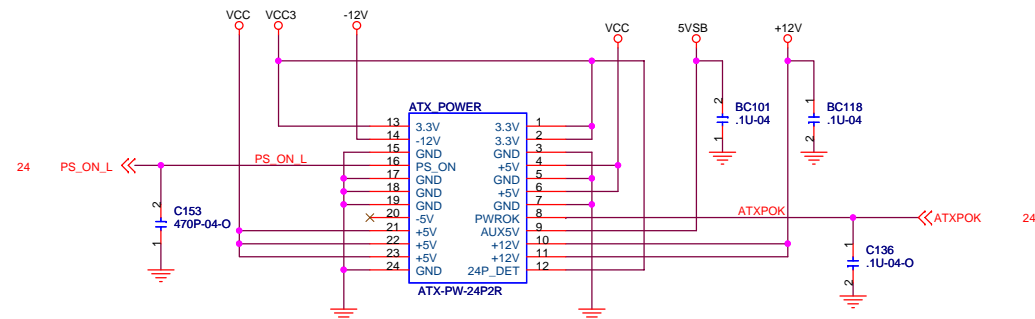 VCC VCC3 -12V VCC 5VSB +12V
ATX_POWER
13 3.3V 3.3V 1
14 -12V 3.3V 2
15 GND GND 3
16 PS_ON +5V 4
17 GND GND 5
18 GND +5V 6
19 GND GND 7
20 -5V PWROK 8
21 +5V AUX5V 9
22 +5V +12V 10
23 +5V +12V 11
24 GND 24P_DET 12
ATX-PW-24P2R
24 PS_ON_L PS_ON_L
2
C153
470P-04-O
1
2
BC101
.1U-04
1
1
BC118
.1U-04
2
ATXPOK ATXPOK 24
1
C136
.1U-04-O
2